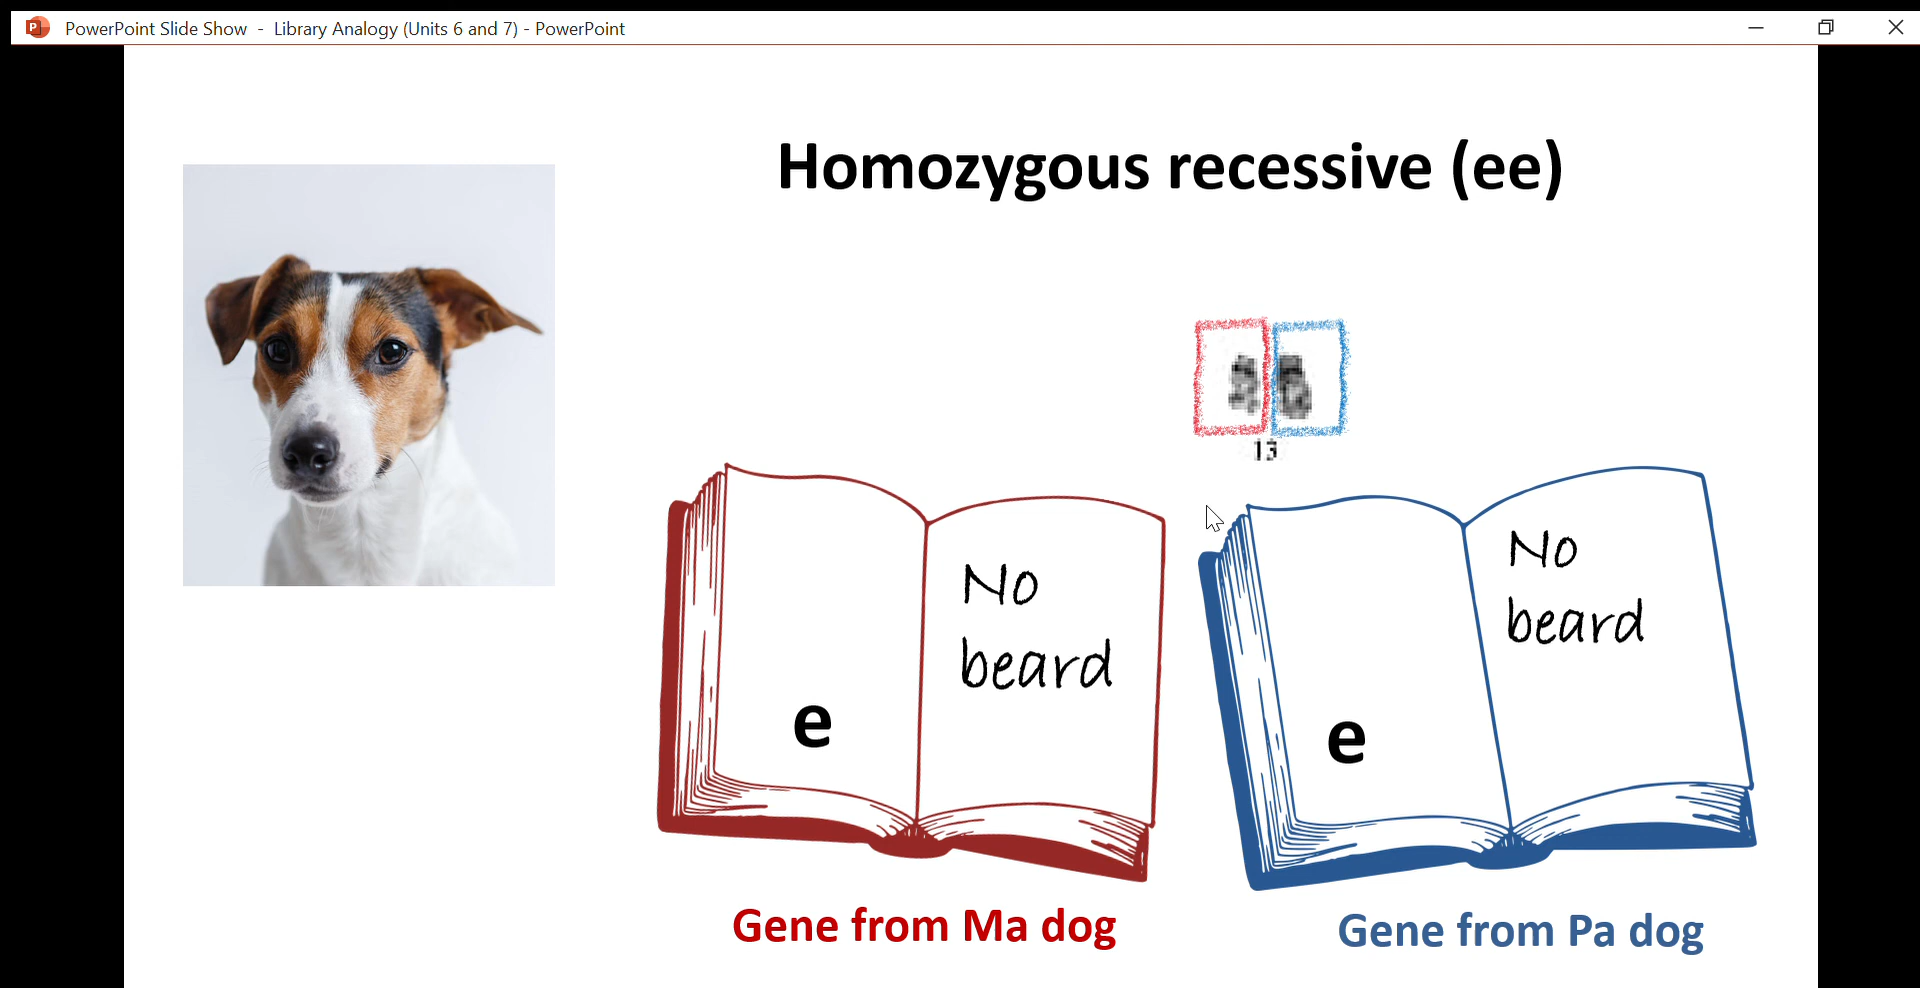 PowerPoint Slide Show - Library Analogy (Units 6 and 7) - PowerPoint
Homozygous recessive (ee)
13
No
beard
e
No
beard
e
Gene from Ma dog
Gene from Pa dog